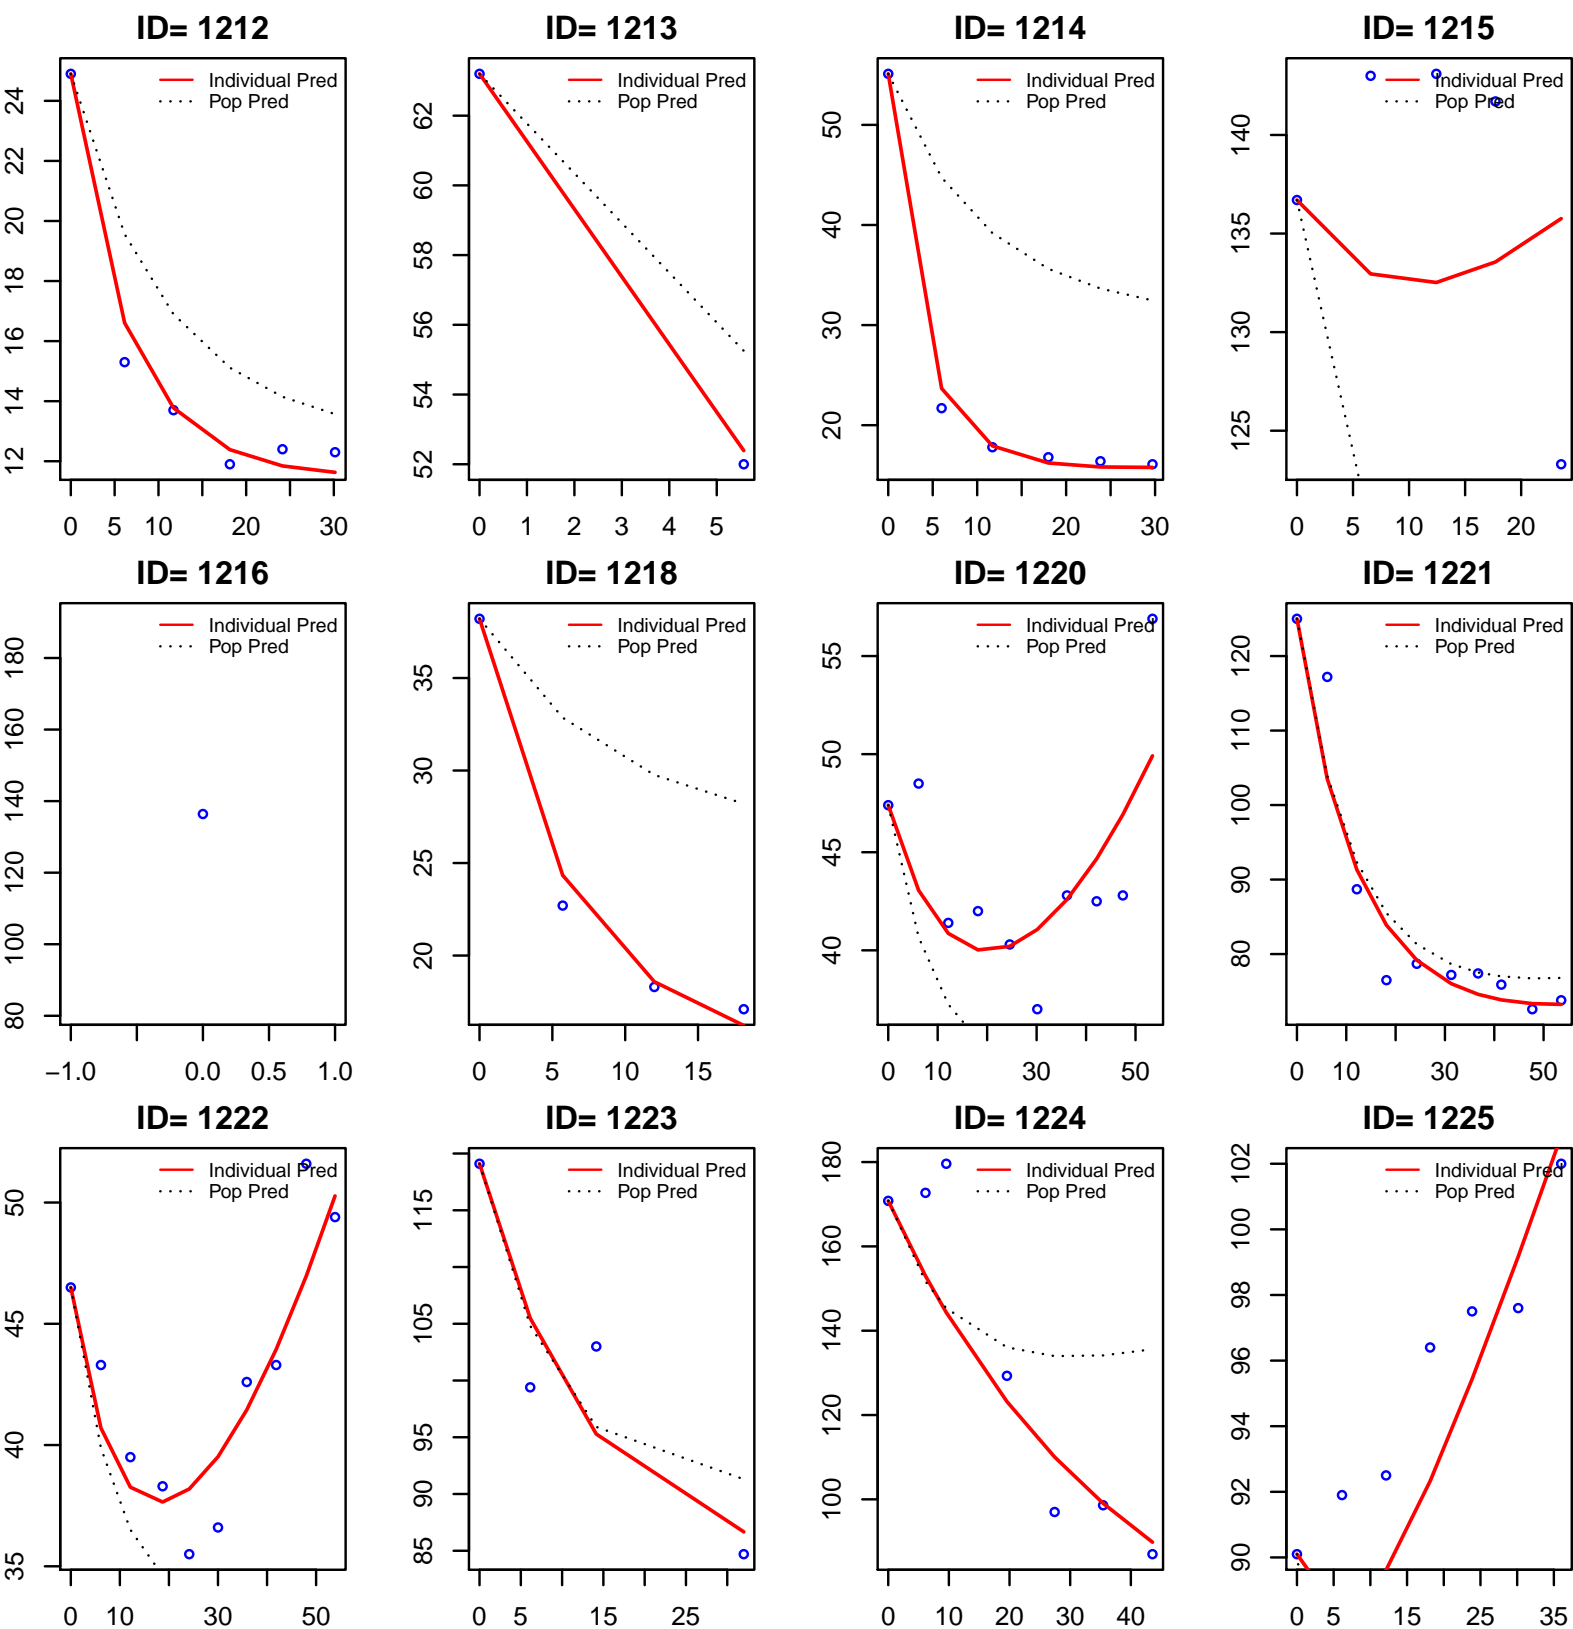 ID= 1212
Individual Pred
Pop Pred
24
22
20
18
16
14
12
0 5 10 20 30
ID= 1213
Individual Pred
Pop Pred
62
60
58
56
54
52
0 1 2 3 4 5
ID= 1214
Individual Pred
Pop Pred
50
40
30
20
0 5 10 20 30
ID= 1215
Individual Pred
Pop Pred
140
135
130
125
0 5 10 15 20
ID= 1216
Individual Pred
Pop Pred
180
160
140
120
100
80
−1.0 0.0 0.5 1.0
ID= 1218
Individual Pred
Pop Pred
35
30
25
20
0 5 10 15
ID= 1220
Individual Pred
Pop Pred
55
50
45
40
0 10 30 50
ID= 1221
Individual Pred
Pop Pred
120
110
100
90
80
0 10 30 50
ID= 1222
Individual Pred
Pop Pred
50
45
40
35
0 10 30 50
ID= 1223
Individual Pred
Pop Pred
115
105
95
90
85
0 5 15 25
ID= 1224
Individual Pred
Pop Pred
180
160
140
120
100
0 10 20 30 40
ID= 1225
Individual Pred
Pop Pred
102
100
98
96
94
92
90
0 5 15 25 35